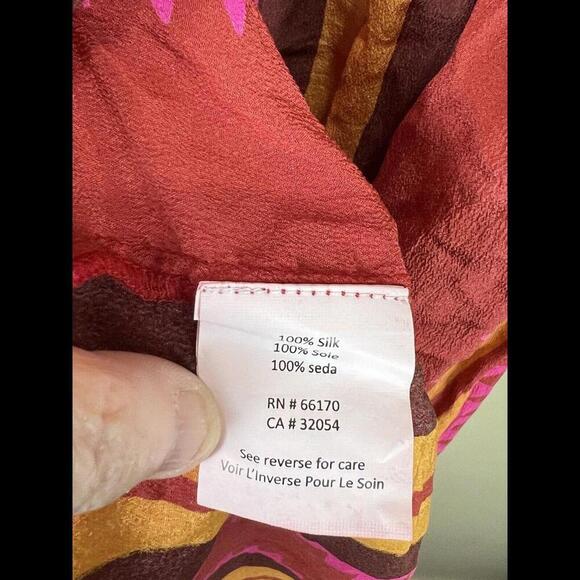 100% Silk
100% Soie
100% seda
RN # 66170
CA # 32054
See reverse for care
Voir L'Inverse Pour Le Soin